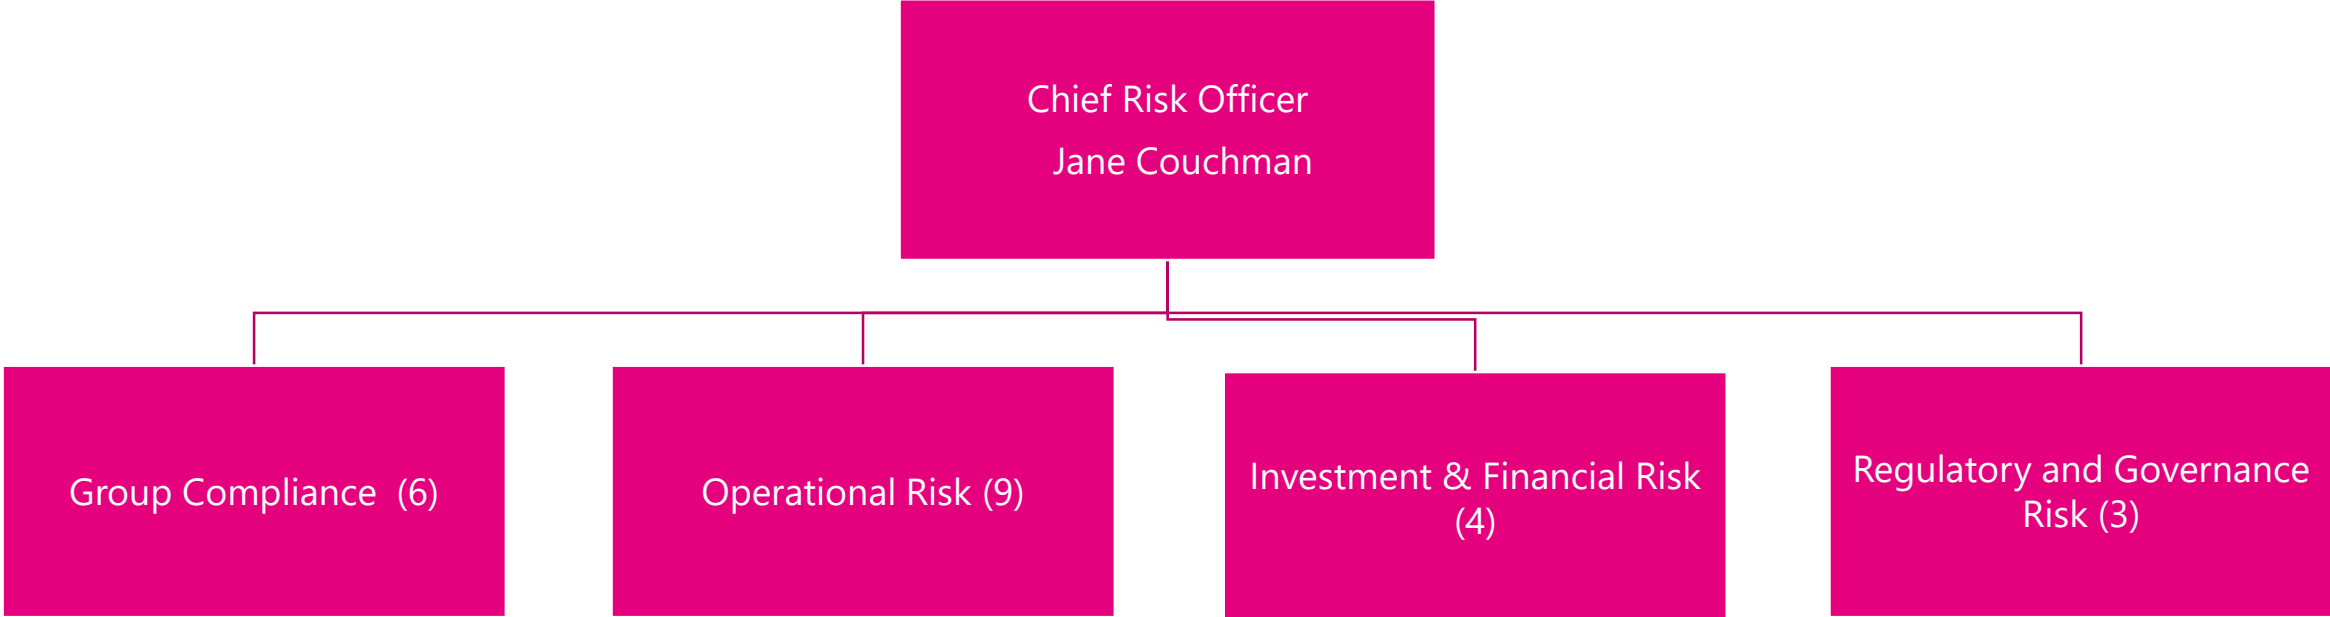 Chief Risk Officer
Jane Couchman
Group Compliance  (6)
Operational Risk (9)
Investment & Financial Risk
(4)
Regulatory and Governance
Risk (3)